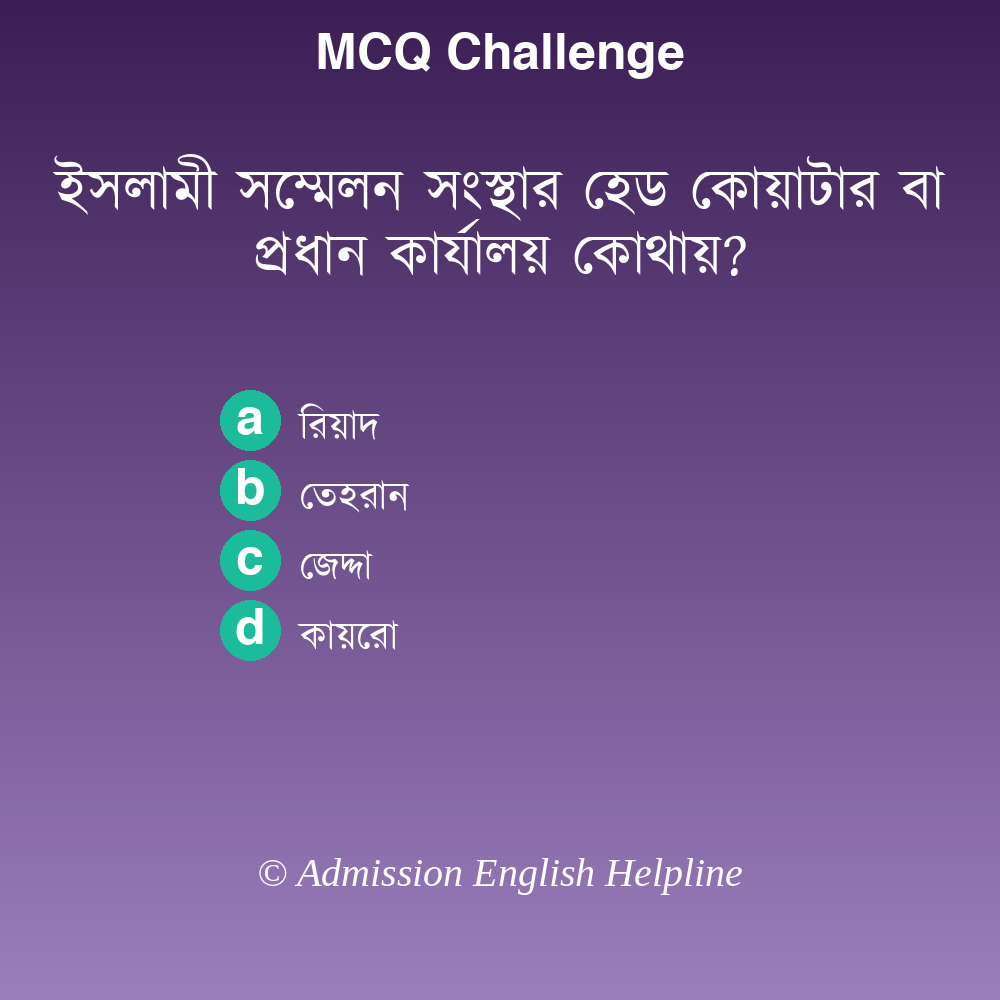 MCQ Challenge
ইসলামী সম্মেলন সংস্থার হেড কোয়াটার বা
প্রধান কার্যালয় কোথায়?
a রিয়াদ
b তেহরান
c জেদ্দা
d কায়রো
© Admission English Helpline